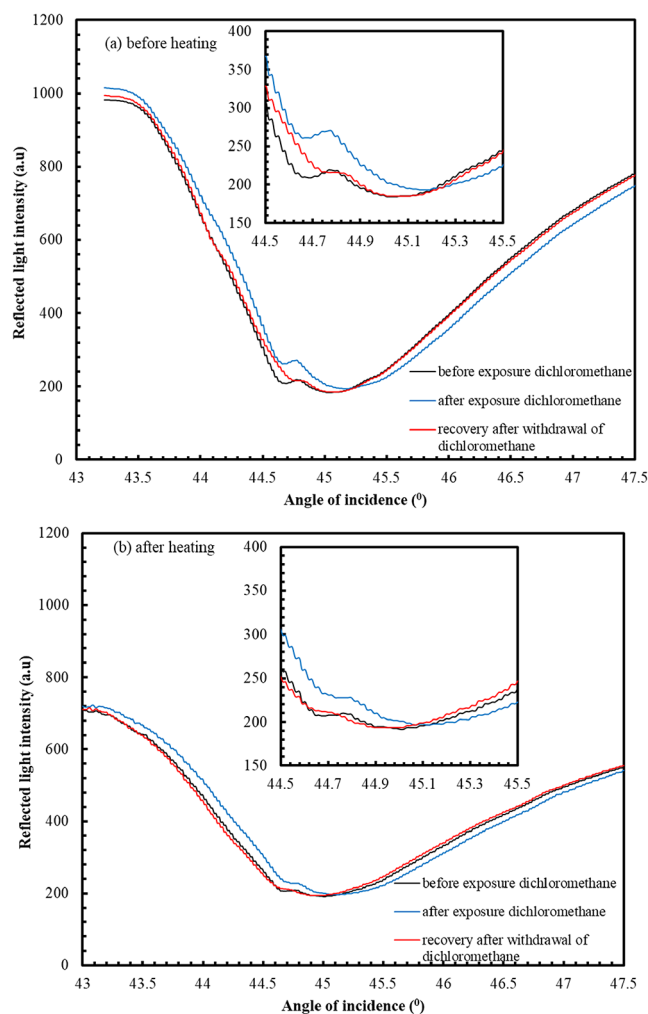 1200
1000
800
600
400
200
0
Reflected light intensity (a.u)
(a) before heating
400
350
300
250
200
150
44.5 44.7 44.9 45.1 45.3 45.5
before exposure dichloromethane
after exposure dichloromethane
recovery after withdrawal of
dichloromethane
43 43.5 44 44.5 45 45.5 46 46.5 47 47.5
Angle of incidence (⁰)
1200
1000
800
600
400
200
0
Reflected light intensity (a.u)
(b) after heating
400
350
300
250
200
150
44.5 44.7 44.9 45.1 45.3 45.5
before exposure dichloromethane
after exposure dichloromethane
recovery after withdrawal of
dichloromethane
43 43.5 44 44.5 45 45.5 46 46.5 47 47.5
Angle of incidence (⁰)